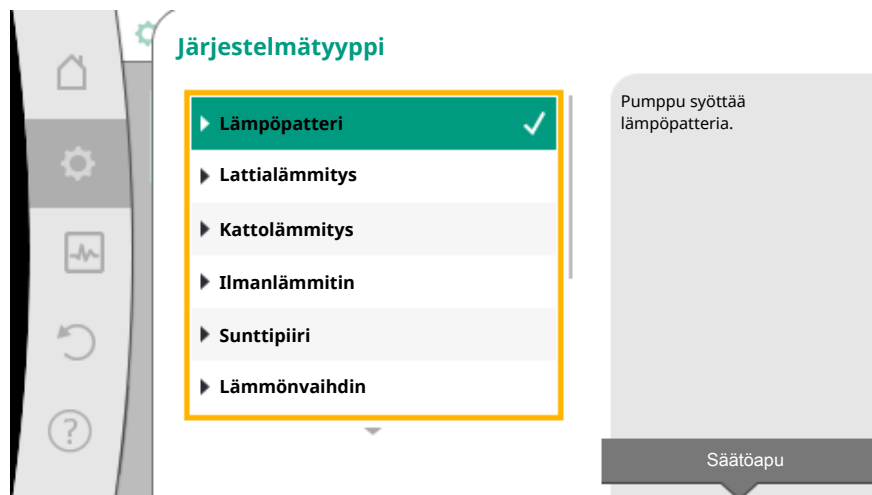 Järjestelmätyyppi
Lämpöpatteri
Lattialämmitys
Kattolämmitys
Ilmanlämmitin
Sunttipiiri
Lämmönvaihdin
Pumppu syöttää
lämpöpatteria.
Säätöapu